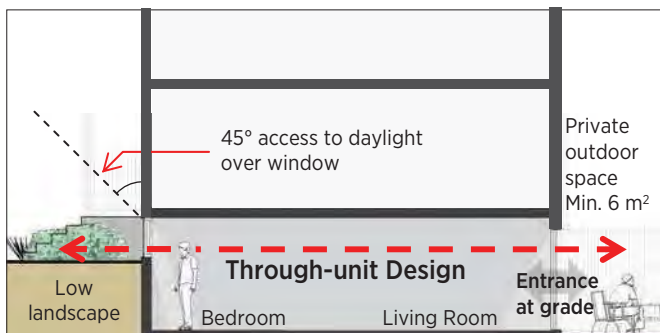 45° access to daylight
over window
Private
outdoor
space
Min. 6 m²
Through-unit Design
Entrance
at grade
Low
landscape
Bedroom
Living Room